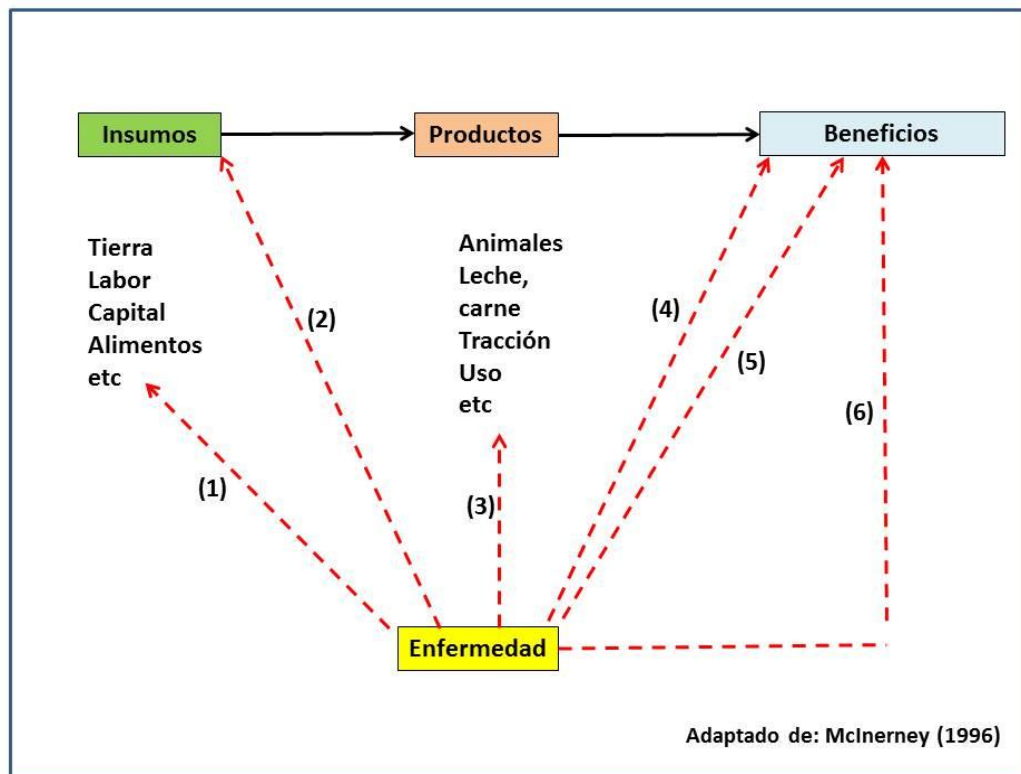 Insumos
Productos
Beneficios
Tierra
Labor
Capital
Alimentos
etc
Animales
Leche,
carne
Tracción
Uso
etc
(1)
(2)
(3)
(4)
(5)
(6)
Enfermedad
Adaptado de: McInerney (1996)